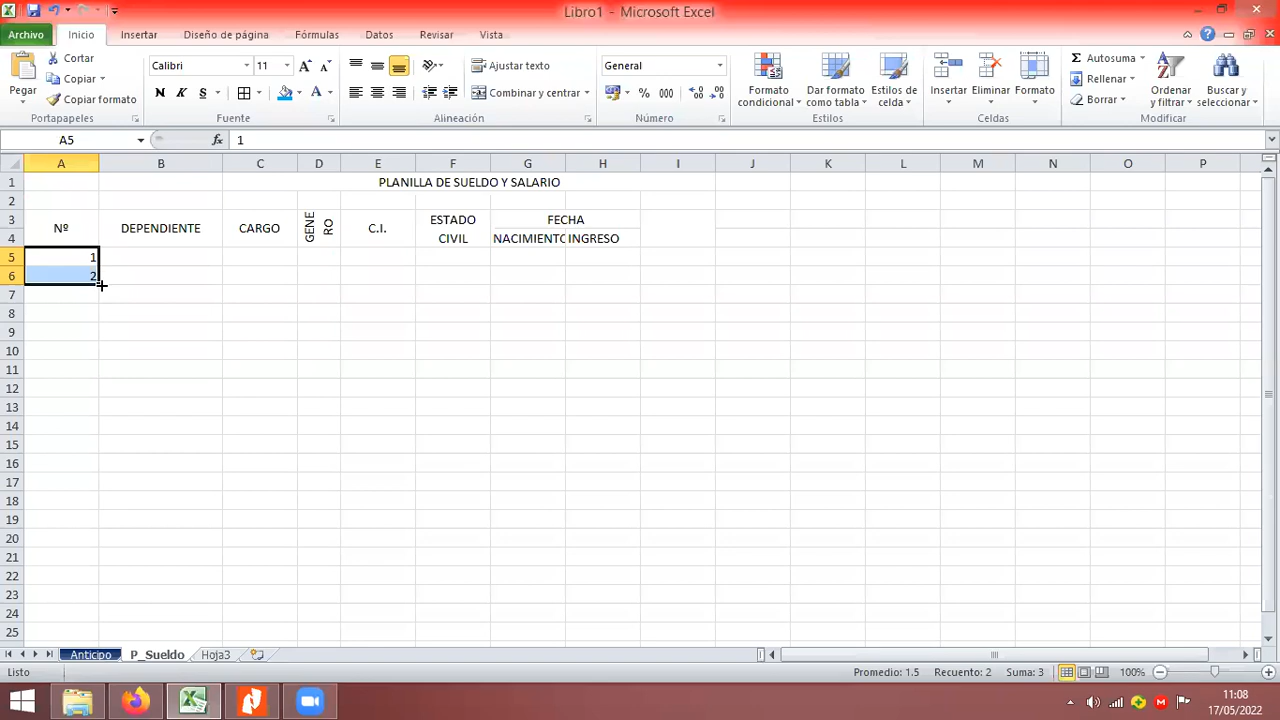 Libro1 - Microsoft Excel
Archivo Inicio Insertar Diseño de página Fórmulas Datos Revisar Vista
Pegar
Cortar
Copiar
Copiar formato
Portapapeles
Calibri 11
N K S
A A
A
Fuente
Ajustar texto
Combinar y centrar
Alineación
General
% 000
Número
Formato condicional
Dar formato como tabla
Estilos de celda
Estilos
Insertar
Eliminar
Formato
Celdas
Σ Autosuma
Rellenar
Borrar
Ordenar y filtrar
Buscar y seleccionar
Modificar
A5 fx 1
A B C D E F G H I J K L M N O P
1 PLANILLA DE SUELDO Y SALARIO
2
3 Nº DEPENDIENTE CARGO GENE RO C.I. ESTADO FECHA
4 CIVIL NACIMIENTO INGRESO
5 1
6 2
7
8
9
10
11
12
13
14
15
16
17
18
19
20
21
22
23
24
25
Anticipo P_Sueldo Hoja3
Listo Promedio: 1.5 Recuento: 2 Suma: 3 100%
11:08
17/05/2022